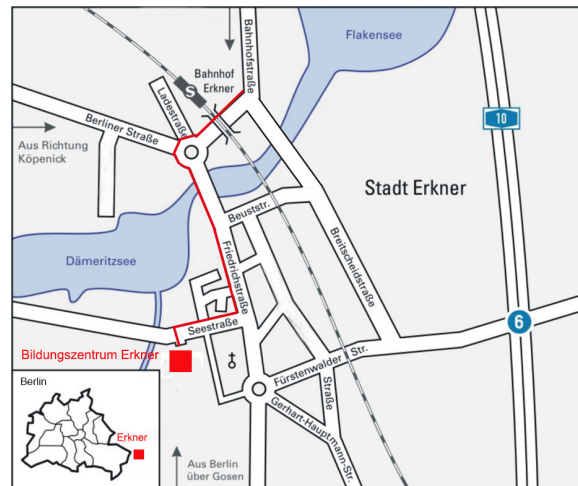 Flakensee
Bahnhofstraße
Bahnhof
Erkner
S
Ladestraße
Berliner Straße
Aus Richtung
Köpenick
10
Stadt Erkner
Beuststr.
Breitscheidstraße
Friedrichstraße
Dämeritzsee
Seestraße
6
Bildungszentrum Erkner
Fürstenwalder Str.
Straße
Gerhart-Hauptmann-Str.
Berlin
Erkner
Aus Berlin
über Gosen